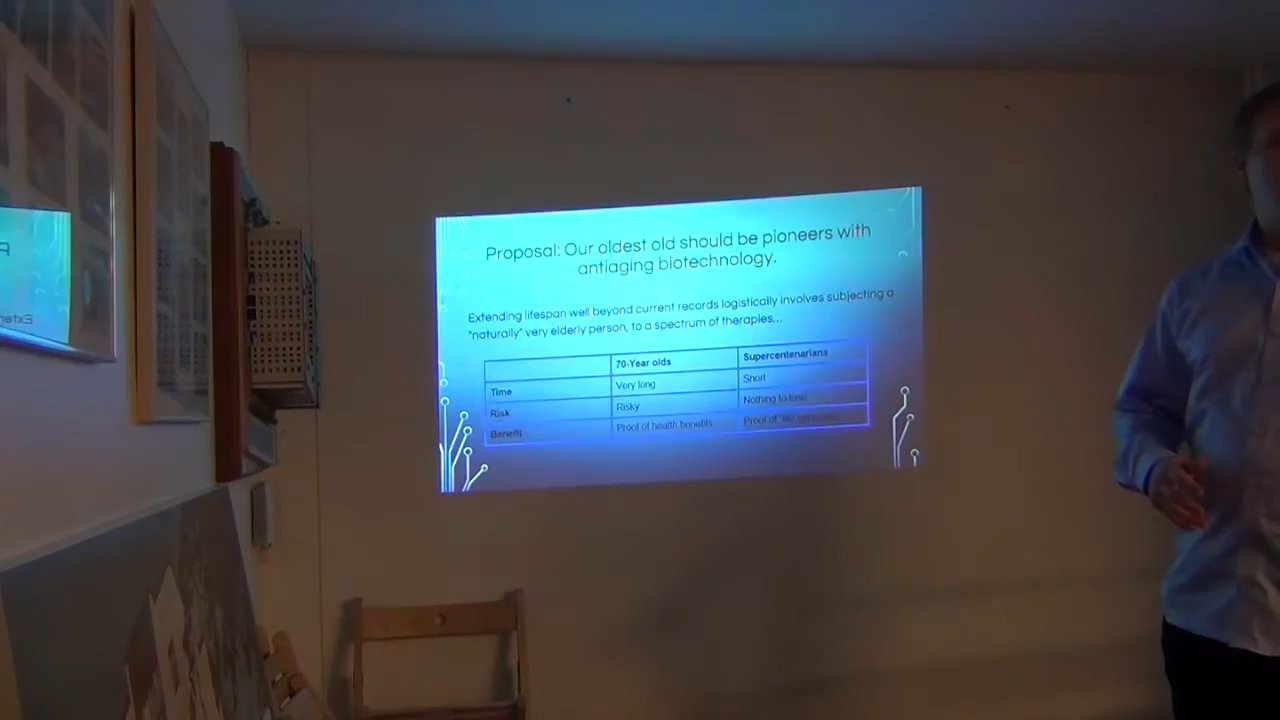 Proposal: Our oldest old should be pioneers with
antiaging biotechnology.
Extending lifespan well beyond current records logistically involves subjecting a
"naturally" very elderly person, to a spectrum of therapies...
70-Year olds Supercentenarians
Time Very long Short
Risk Risky Nothing to lose
Benefit Proof of health benefits Proof of